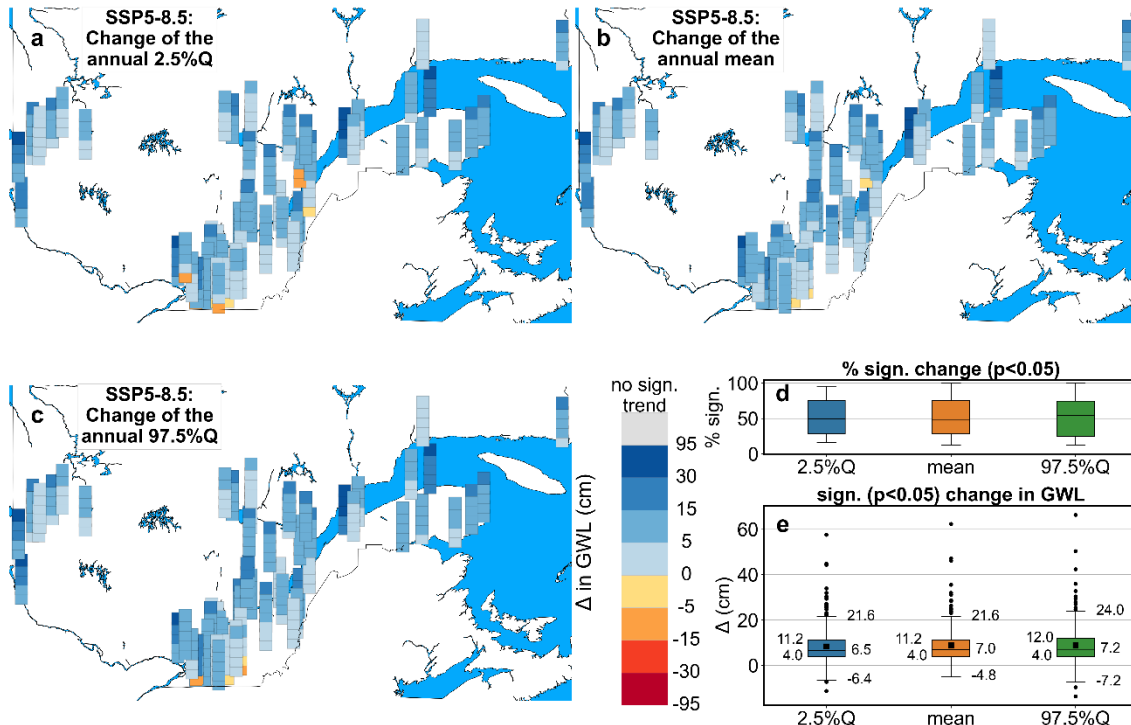 a
SSP5-8.5:
Change of the
annual 2.5%Q
b
SSP5-8.5:
Change of the
annual mean
c
SSP5-8.5:
Change of the
annual 97.5%Q
no sign.
trend
95
30
15
5
0
-5
-15
-30
-95
Δ in GWL (cm)
% sign. change (p<0.05)
d
% sign.
100
50
0
2.5%Q
mean
97.5%Q
sign. (p<0.05) change in GWL
e
Δ (cm)
60
40
20
0
21.6
11.2
4.0
6.5
-6.4
21.6
11.2
4.0
7.0
-4.8
24.0
12.0
4.0
7.2
-7.2
2.5%Q
mean
97.5%Q